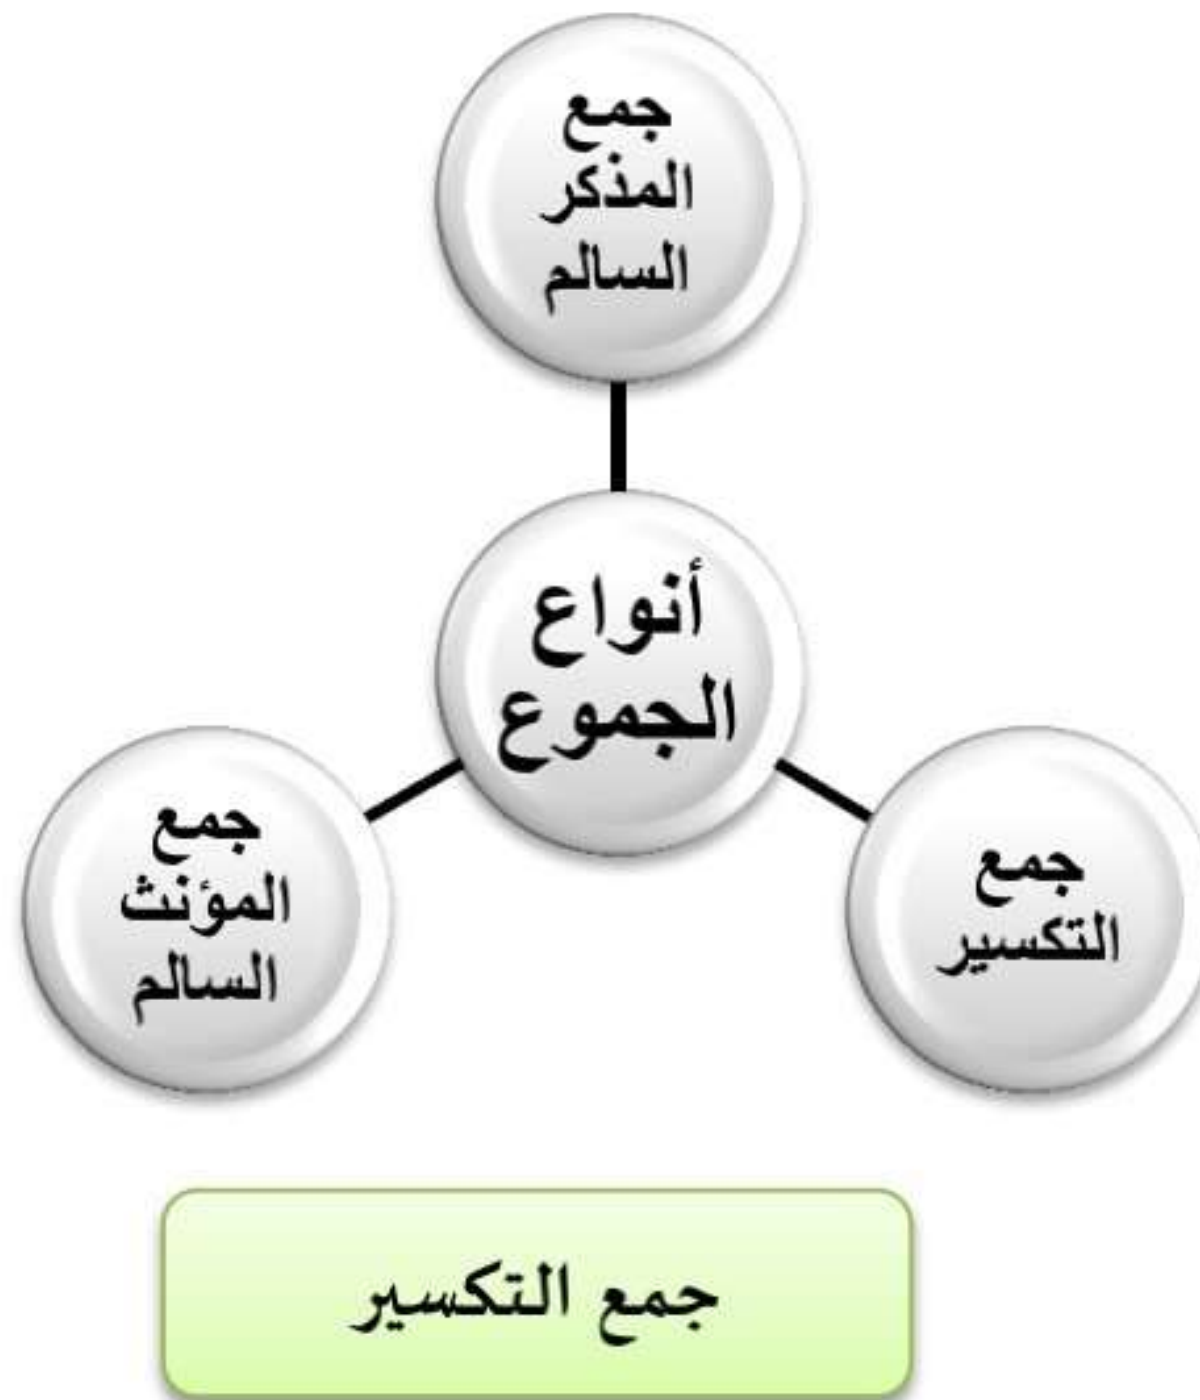 جمع
المذكر
السالم
أنواع
الجموع
جمع
التكسير
جمع
المؤنث
السالم
جمع التكسير